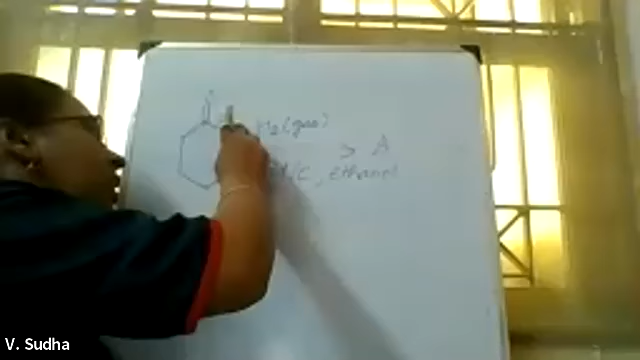 H2(gas)
> A
Pd/C, ethanol
V. Sudha